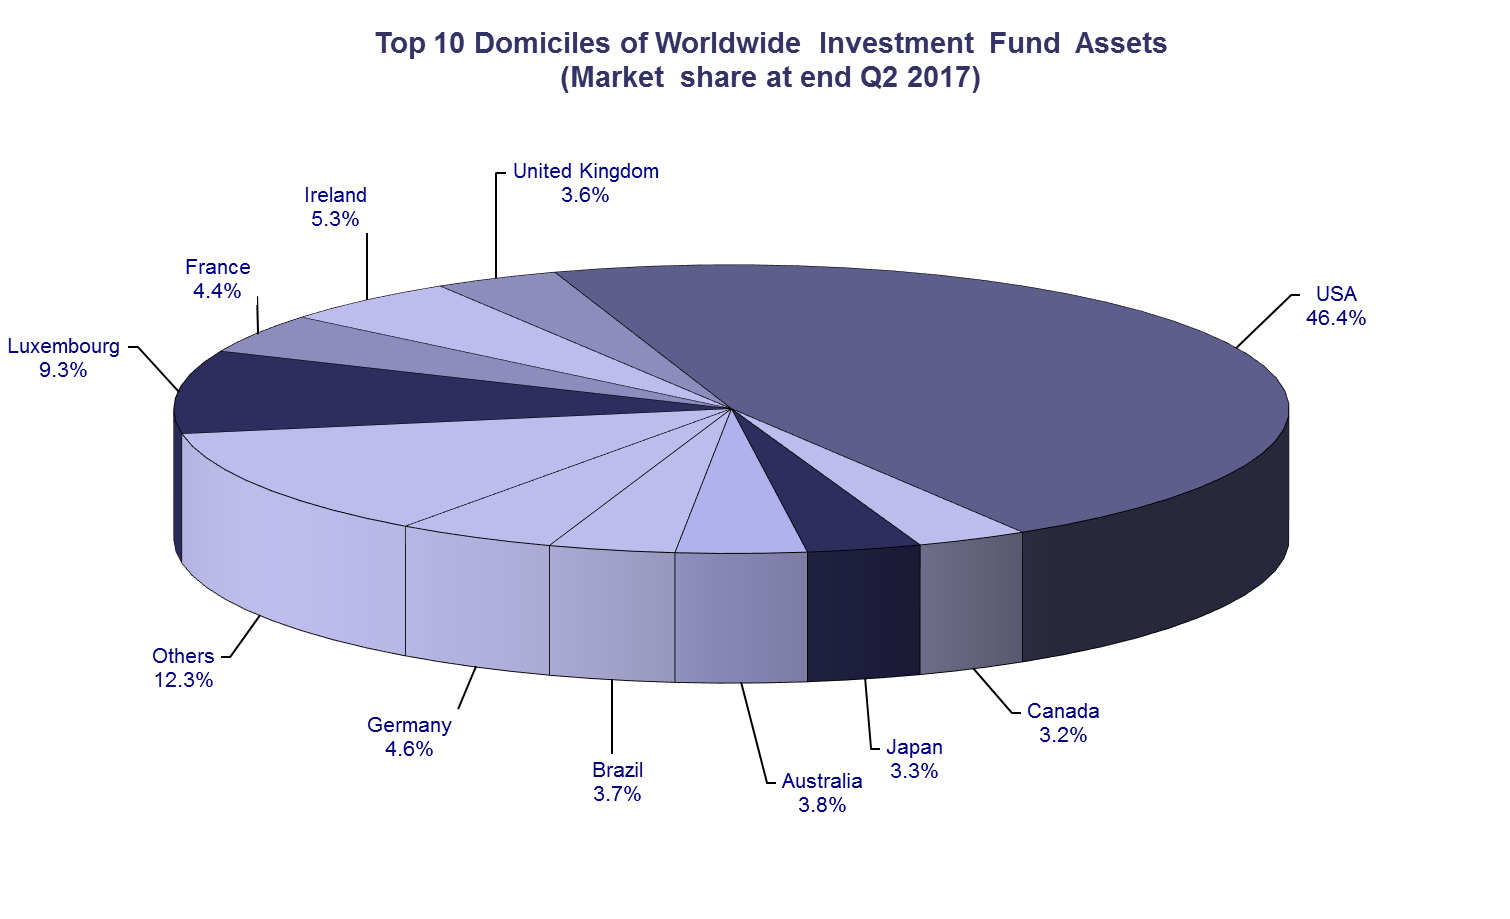 Top 10 Domiciles of Worldwide Investment Fund Assets
(Market share at end Q2 2017)
United Kingdom
3.6%
Ireland
5.3%
France
4.4%
USA
46.4%
Luxembourg
9.3%
Others
12.3%
Germany
4.6%
Brazil
3.7%
Australia
3.8%
Japan
3.3%
Canada
3.2%